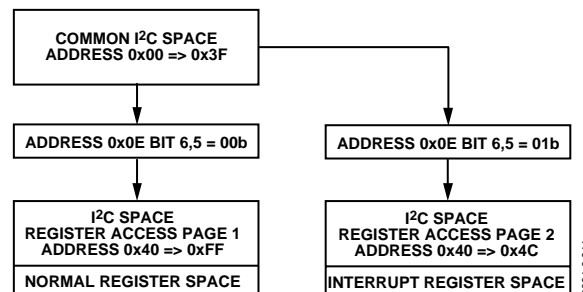 COMMON I²C SPACE
ADDRESS 0x00 => 0x3F
ADDRESS 0x0E BIT 6,5 = 00b
ADDRESS 0x0E BIT 6,5 = 01b
I²C SPACE
REGISTER ACCESS PAGE 1
ADDRESS 0x40 => 0xFF
NORMAL REGISTER SPACE
I²C SPACE
REGISTER ACCESS PAGE 2
ADDRESS 0x40 => 0x4C
INTERRUPT REGISTER SPACE